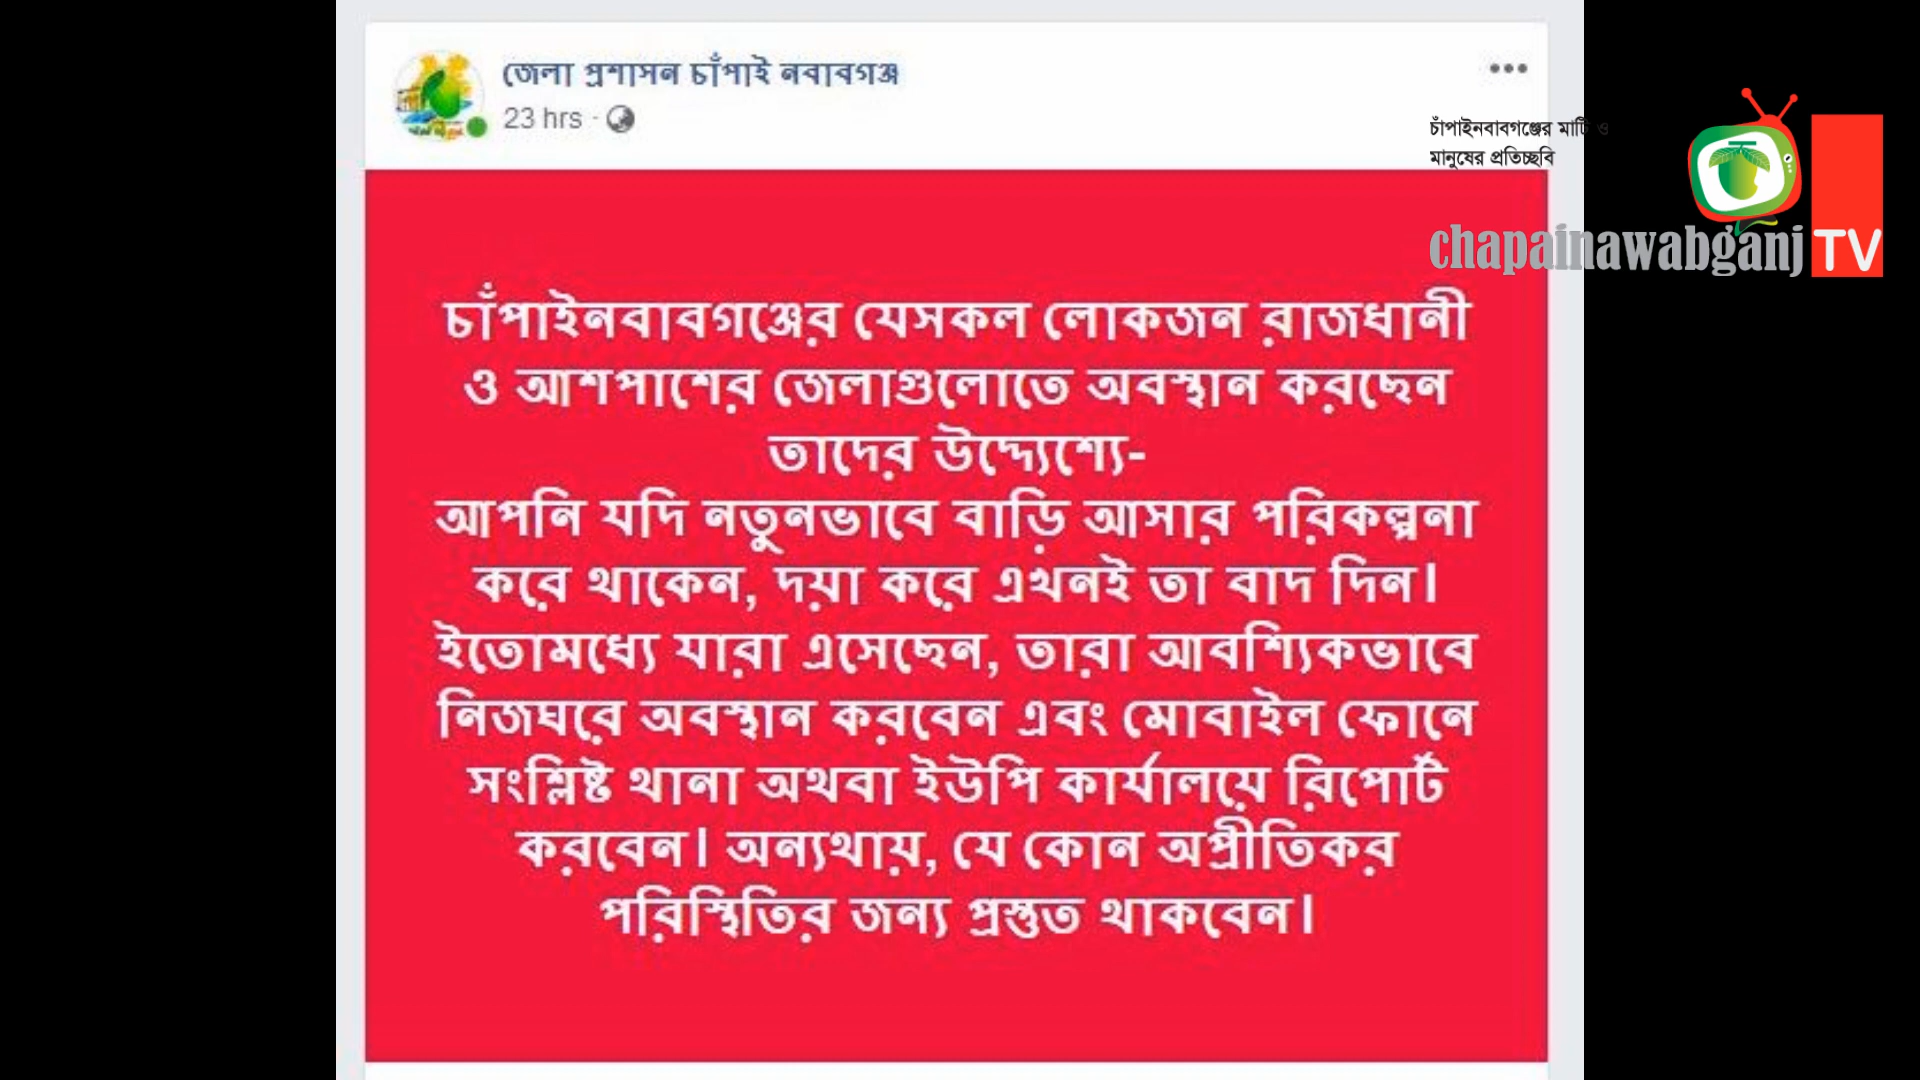 জেলা প্রশাসন চাঁপাই নবাবগঞ্জ
23 hrs ·
চাঁপাইনবাবগঞ্জের মাটি ও
মানুষের প্রতিচ্ছবি
chapainawabganj TV
চাঁপাইনবাবগঞ্জের যেসকল লোকজন রাজধানী
ও আশপাশের জেলাগুলোতে অবস্থান করছেন
তাদের উদ্দ্যেশ্যে-
আপনি যদি নতুনভাবে বাড়ি আসার পরিকল্পনা
করে থাকেন, দয়া করে এখনই তা বাদ দিন।
ইতোমধ্যে যারা এসেছেন, তারা আবশ্যিকভাবে
নিজঘরে অবস্থান করবেন এবং মোবাইল ফোনে
সংশ্লিষ্ট থানা অথবা ইউপি কার্যালয়ে রিপোর্ট
করবেন। অন্যথায়, যে কোন অপ্রীতিকর
পরিস্থিতির জন্য প্রস্তুত থাকবেন।